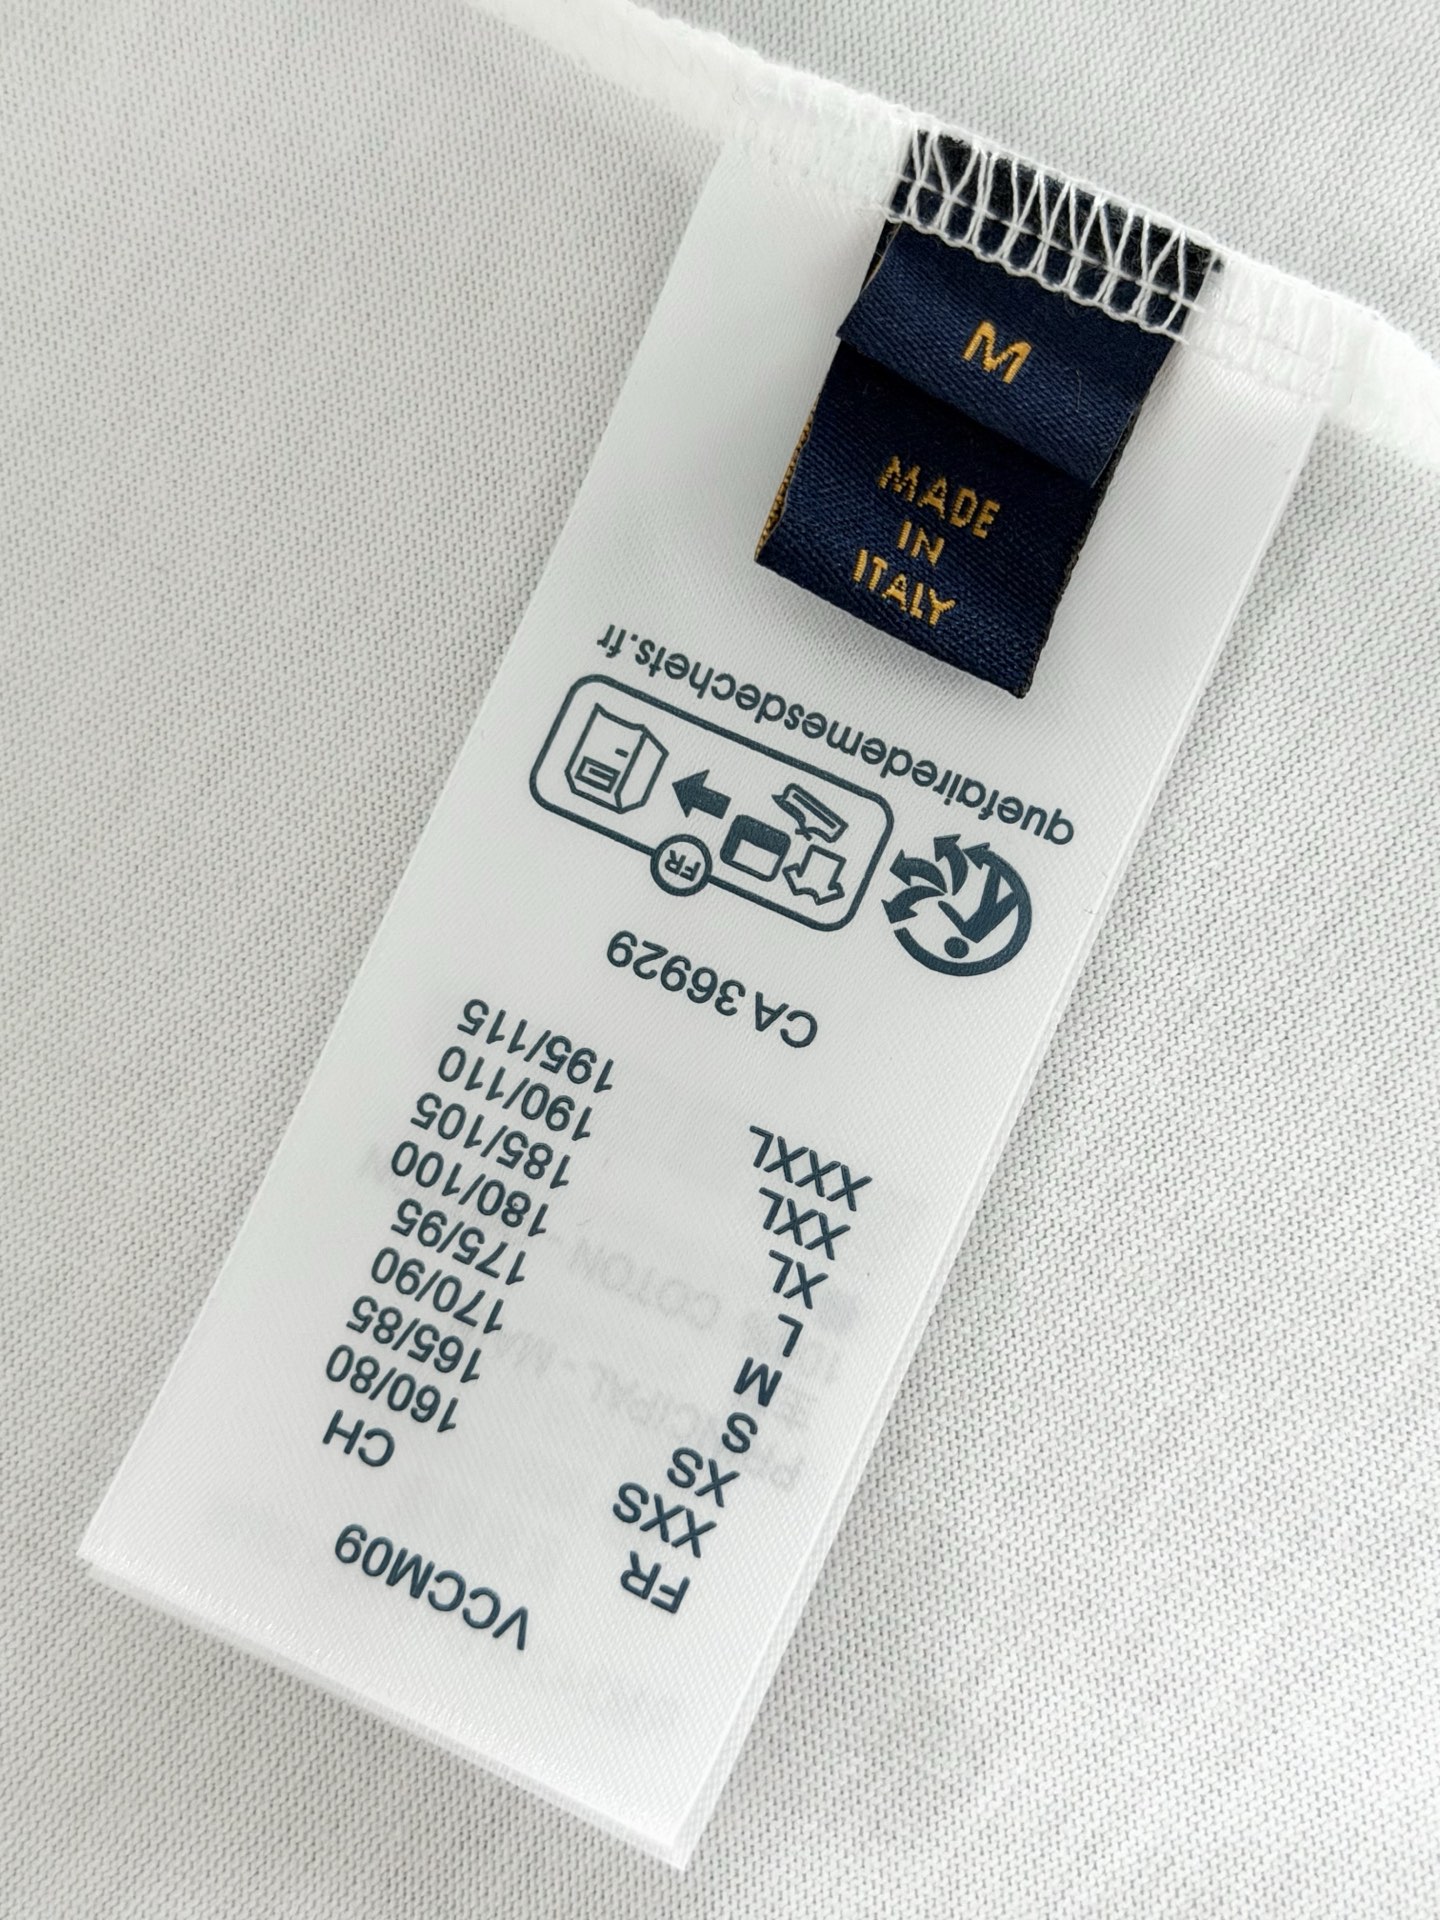 M
MADE
IN
ITALY
VCCM09
FR CH
XXS 160/80
XS 165/85
S 170/90
M 175/95
L 180/100
XL 185/105
XXL 190/110
XXXL 195/115
CA 36929
FR
quefairedemesdechets.fr
COTON